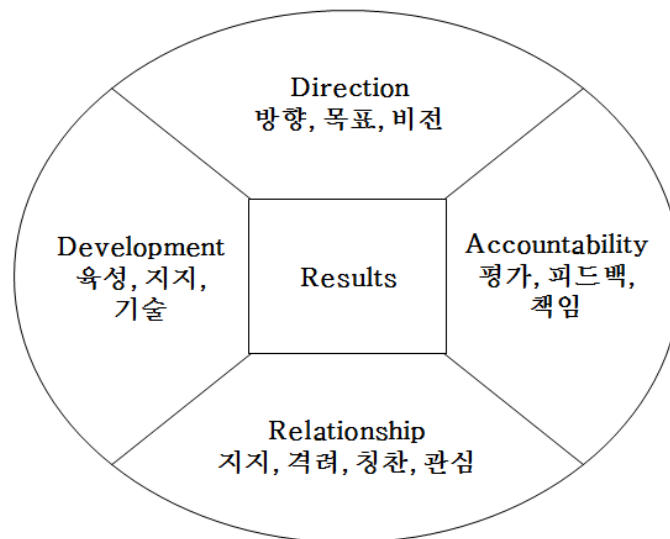 Direction
방향, 목표, 비전
Development
육성, 지지,
기술
Results
Accountability
평가, 피드백,
책임
Relationship
지지, 격려, 칭찬, 관심